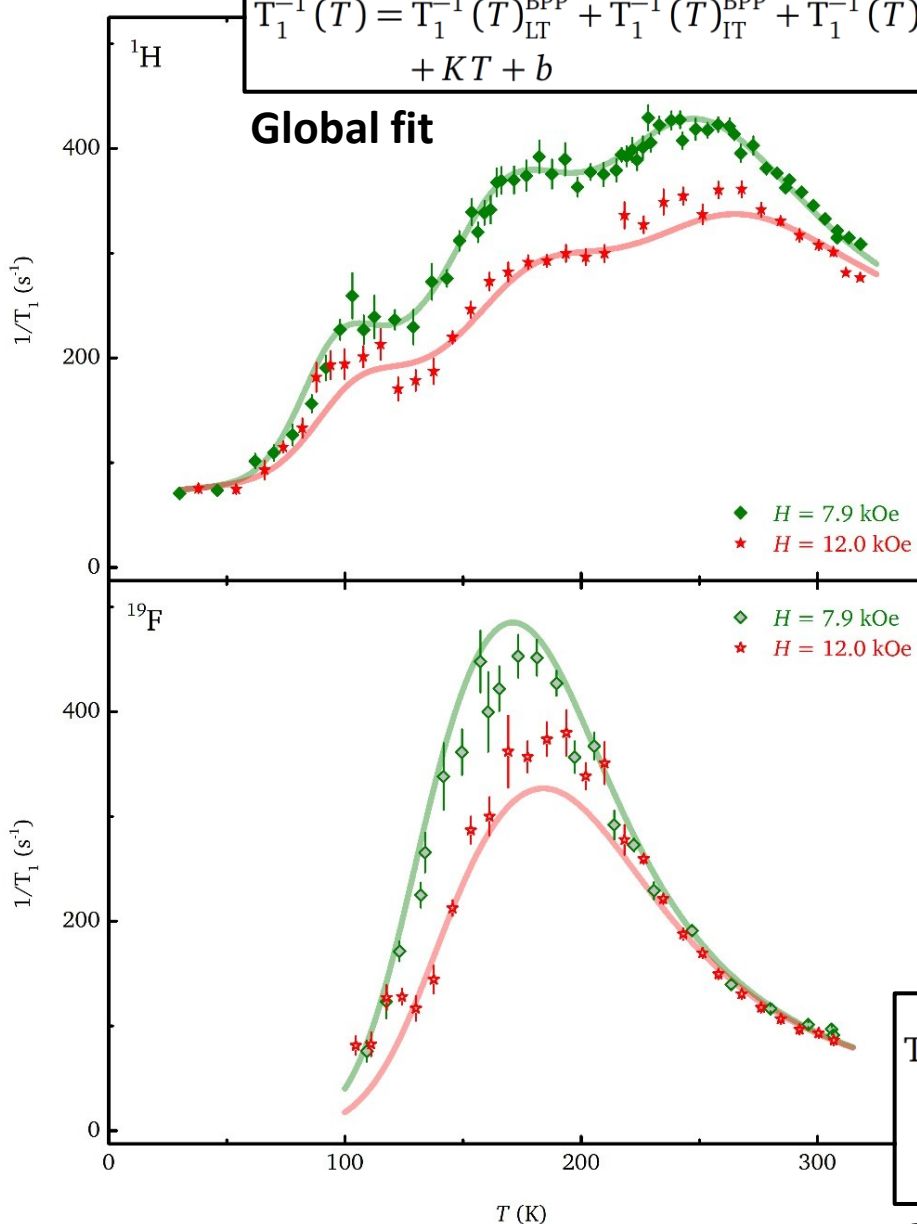 T₁⁻¹(T) = T₁⁻¹(T)ᴮᴾᴾ_LT + T₁⁻¹(T)ᴮᴾᴾ_IT + T₁⁻¹(T)
+ KT + b
¹H
Global fit
400
200
0
1/T₁ (s⁻¹)
H = 7.9 kOe
H = 12.0 kOe
¹⁹F
H = 7.9 kOe
H = 12.0 kOe
400
200
0
1/T₁ (s⁻¹)
T
0 100 200 300
T (K)